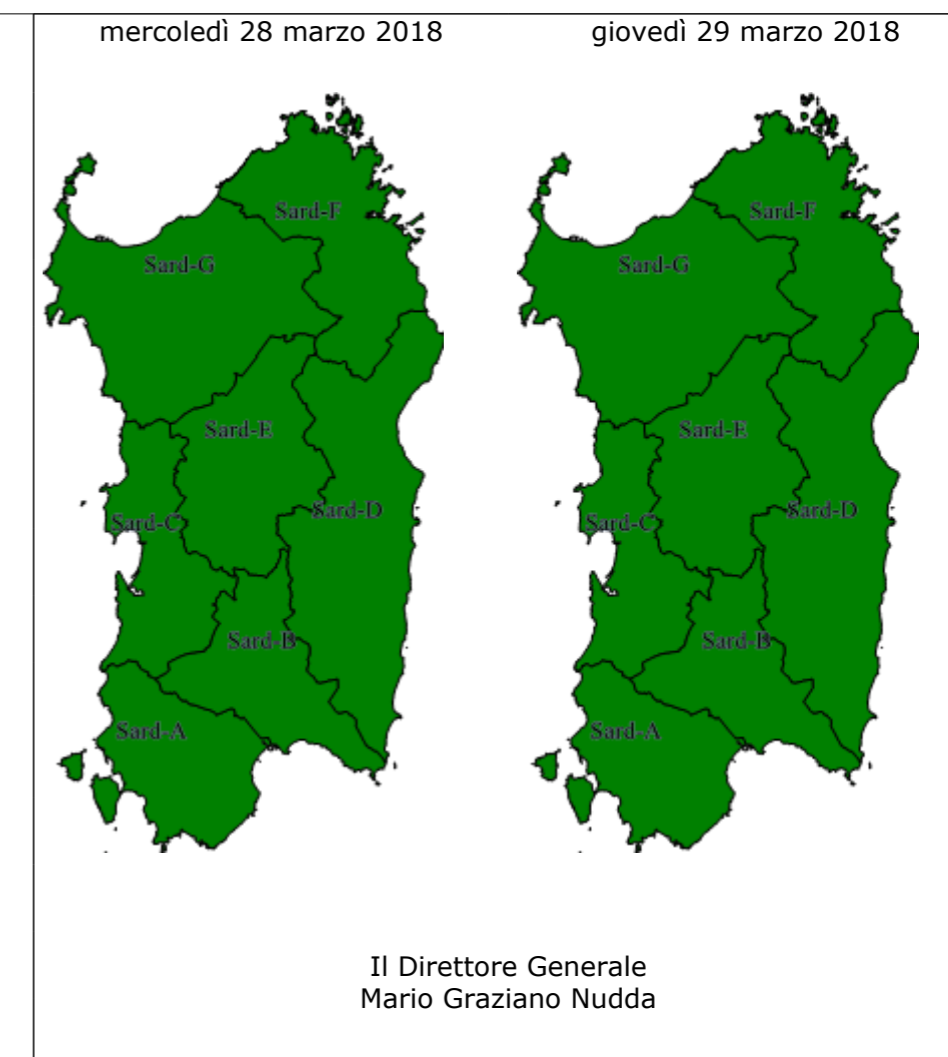 mercoledì 28 marzo 2018
giovedì 29 marzo 2018
Sard-F
Sard-G
Sard-E
Sard-D
Sard-C
Sard-B
Sard-A
Sard-F
Sard-G
Sard-E
Sard-D
Sard-C
Sard-B
Sard-A
Il Direttore Generale
Mario Graziano Nudda